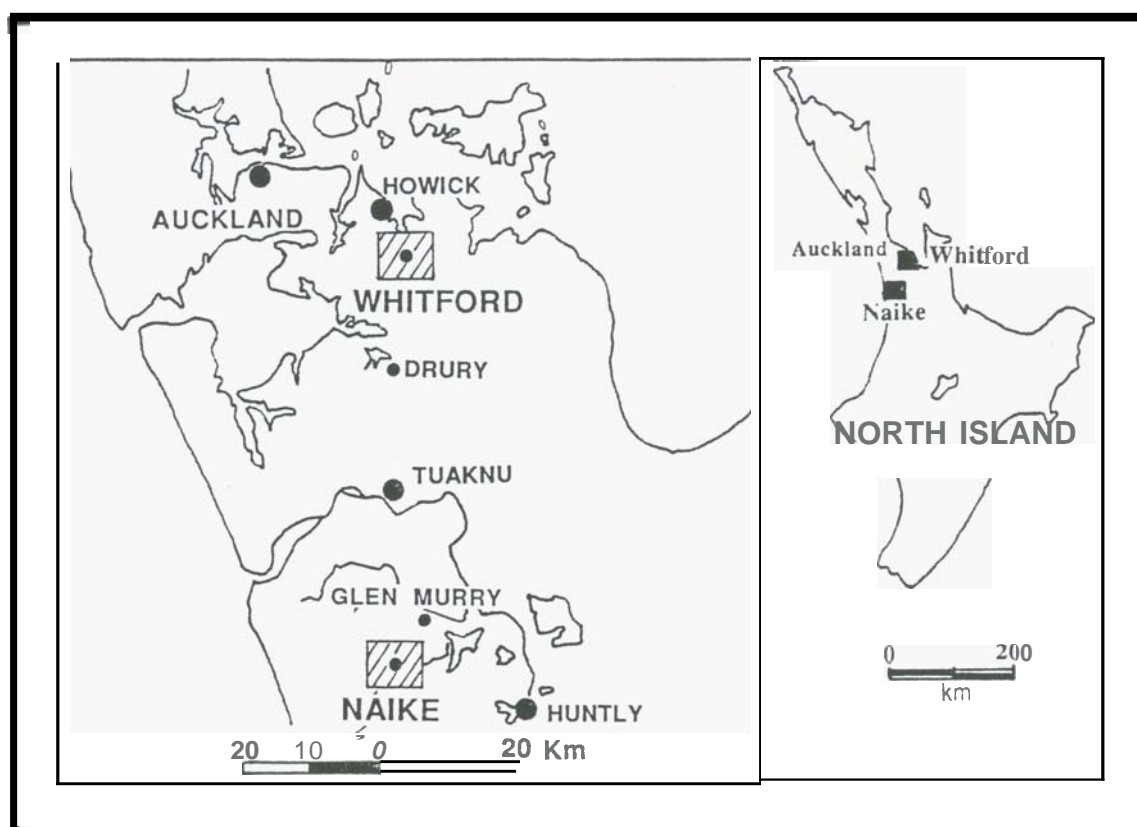 HOWICK
AUCKLAND
WHITFORD
DRURY
TUAKNU
GLEN MURRY
NAIKE
HUNTLY
20 10 0 20 Km
Auckland Whitford
Naike
NORTH ISLAND
0 200
km